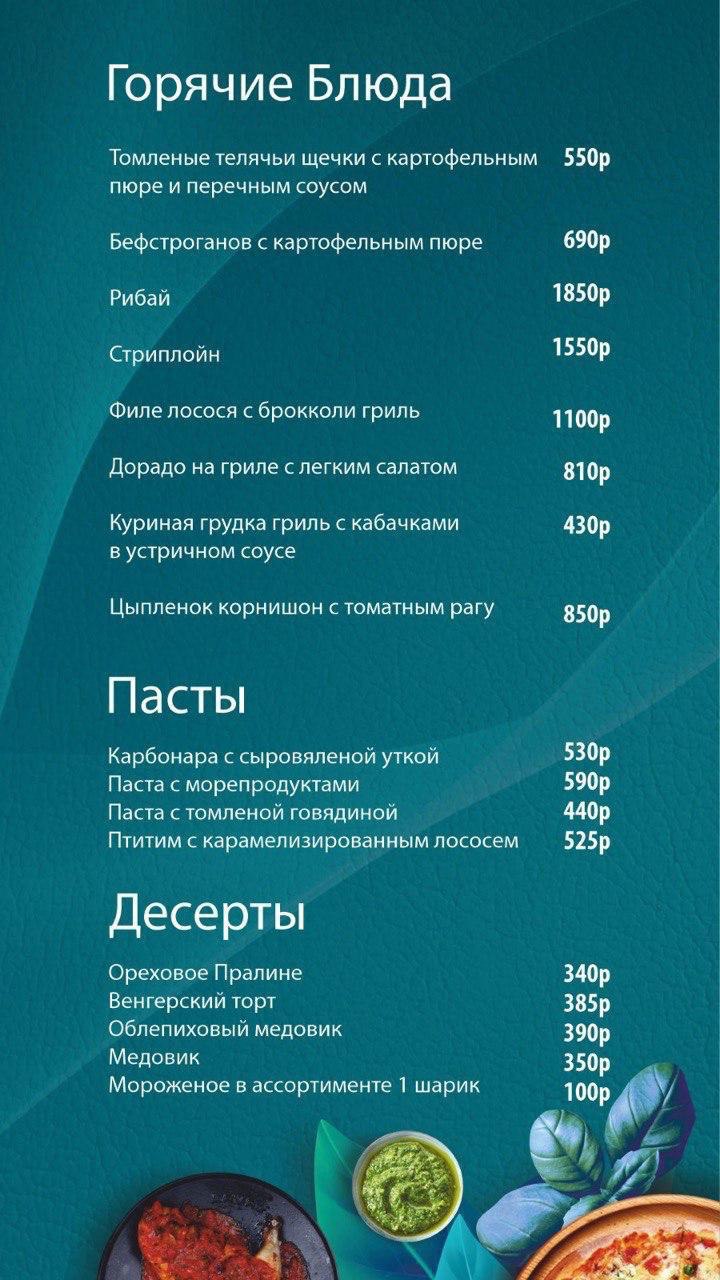 Горячие Блюда
Томленые телячьи щечки с картофельным 550р
пюре и перечным соусом
Бефстроганов с картофельным пюре 690р
Рибай 1850р
Стриплойн 1550р
Филе лосося с брокколи гриль 1100р
Дорадо на гриле с легким салатом 810р
Куриная грудка гриль с кабачками 430р
в устричном соусе
Цыпленок корнишон с томатным рагу 850р
Пасты
Карбонара с сыровяленой уткой 530р
Паста с морепродуктами 590р
Паста с томленой говядиной 440р
Птитим с карамелизированным лососем 525р
Десерты
Ореховое Пралине 340р
Венгерский торт 385р
Облепиховый медовик 390р
Медовик 350р
Мороженое в ассортименте 1 шарик 100р